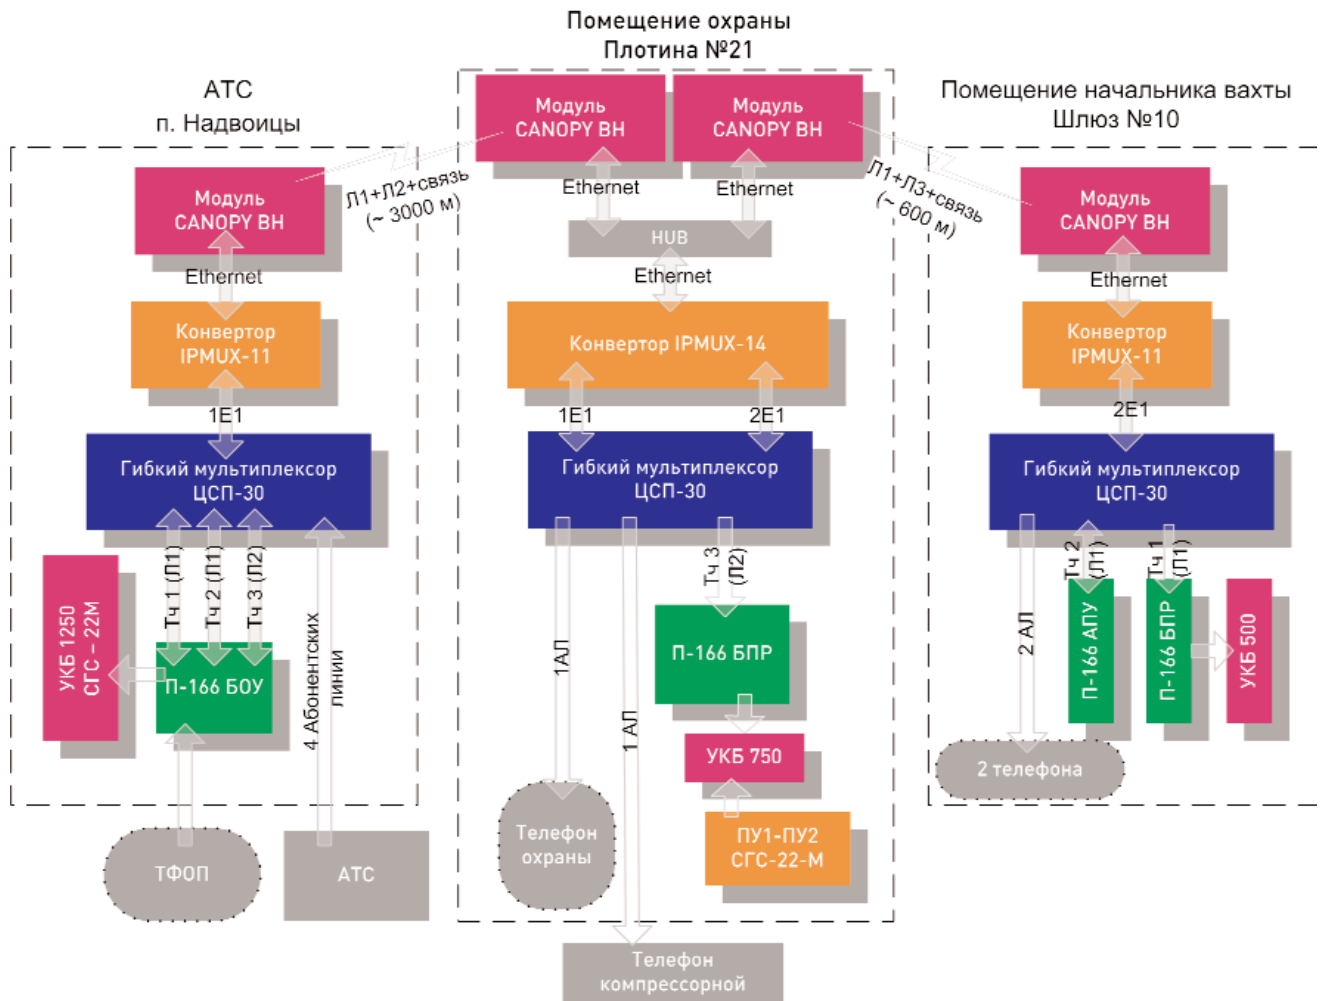 Помещение охраны
Плотина №21
АТС
п. Надвоицы
Помещение начальника вахты
Шлюз №10
Модуль
CANOPY BH
Модуль
CANOPY BH
Модуль
CANOPY BH
Модуль
CANOPY BH
Л1+Л2+связь
(~ 3000 м)
Л1+Л3+связь
(~ 600 м)
Ethernet
Ethernet
HUB
Ethernet
Ethernet
Ethernet
Конвертор
IPMUX-11
Конвертор IPMUX-14
Конвертор
IPMUX-11
1E1
1E1
2E1
2E1
Гибкий мультиплексор
ЦСП-30
Гибкий мультиплексор
ЦСП-30
Гибкий мультиплексор
ЦСП-30
УКБ 1250
СГС – 22М
Тч 1 (Л1)
Тч 2 (Л1)
Тч 3 (Л2)
4 Абонентских
линии
П-166 БОУ
1АЛ
1 АЛ
Тч 3
(Л2)
П-166 БПР
УКБ 750
ПУ1-ПУ2
СГС-22-М
2 АЛ
Тч 2
(Л1)
Тч 1
(Л1)
П-166 АПУ
П-166 БПР
УКБ 500
2 телефона
ТФОП
АТС
Телефон
охраны
Телефон
компрессорной